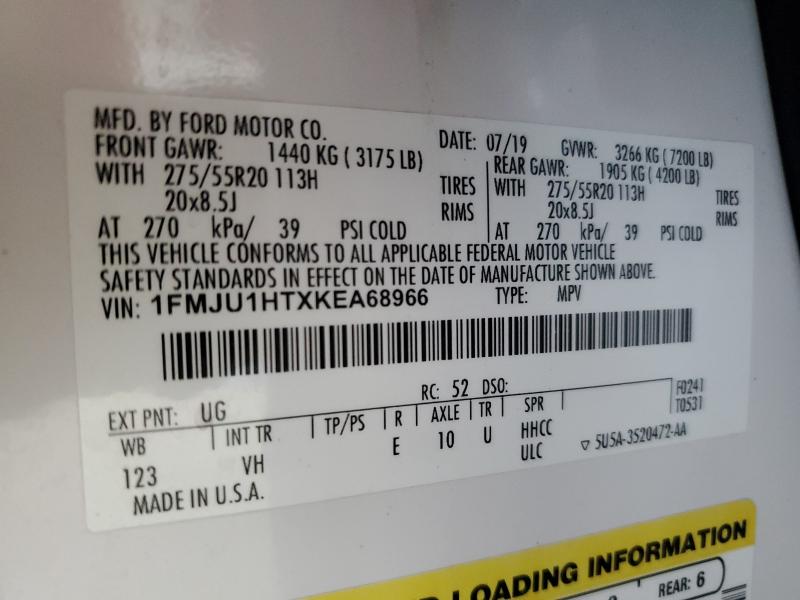 MFD. BY FORD MOTOR CO.
DATE: 07/19 GVWR: 3266 KG ( 7200 LB)
FRONT GAWR: 1440 KG ( 3175 LB) REAR GAWR: 1905 KG ( 4200 LB)
WITH 275/55R20 113H TIRES WITH 275/55R20 113H TIRES
20x8.5J RIMS 20x8.5J RIMS
AT 270 kPa/ 39 PSI COLD AT 270 kPa/ 39 PSI COLD
THIS VEHICLE CONFORMS TO ALL APPLICABLE FEDERAL MOTOR VEHICLE
SAFETY STANDARDS IN EFFECT ON THE DATE OF MANUFACTURE SHOWN ABOVE.
VIN: 1FMJU1HTXKEA68966 TYPE: MPV
EXT PNT: UG RC: 52 DSO: F0241
T0531
WB INT TR TP/PS R AXLE TR SPR
123 VH E 10 U HHCC
ULC ▽ 5U5A-3520472-AA
MADE IN U.S.A.
LOADING INFORMATION
REAR: 6